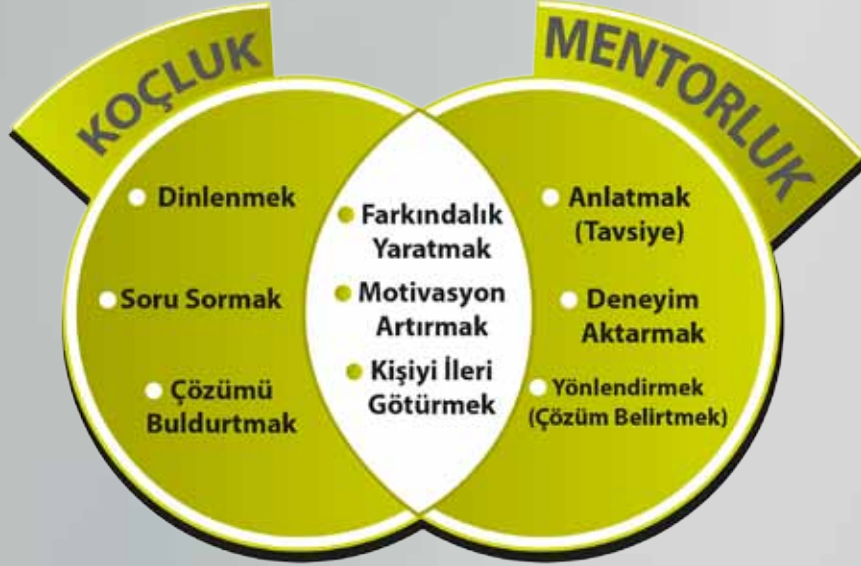 KOÇLUK
Dinlenmek
Soru Sormak
Çözümü
Buldurtmak
Farkındalık
Yaratmak
Motivasyon
Artırmak
Kişiyi İleri
Götürmek
MENTORLUK
Anlatmak
(Tavsiye)
Deneyim
Aktarmak
Yönlendirmek
(Çözüm Belirtmek)